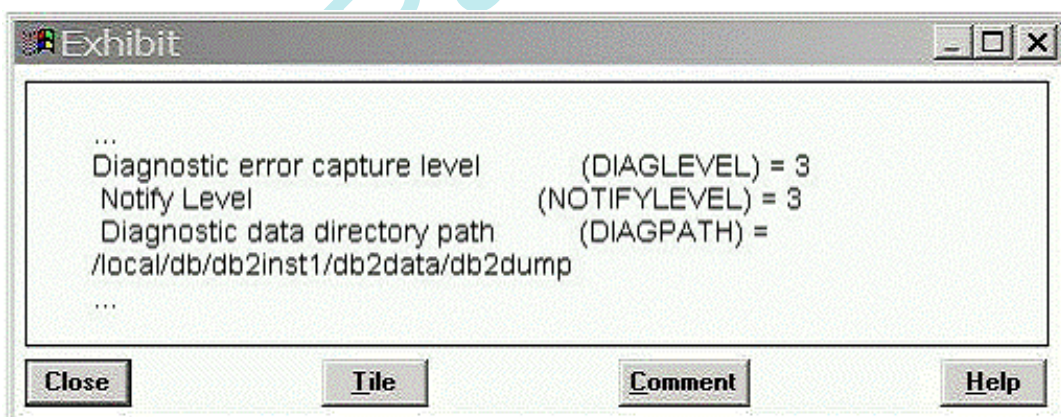 Exhibit
...
Diagnostic error capture level (DIAGLEVEL) = 3
Notify Level (NOTIFYLEVEL) = 3
Diagnostic data directory path (DIAGPATH) =
/local/db/db2inst1/db2data/db2dump
...
Close Tile Comment Help